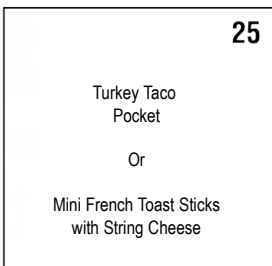 25
Turkey Taco
Pocket
Or
Mini French Toast Sticks
with String Cheese